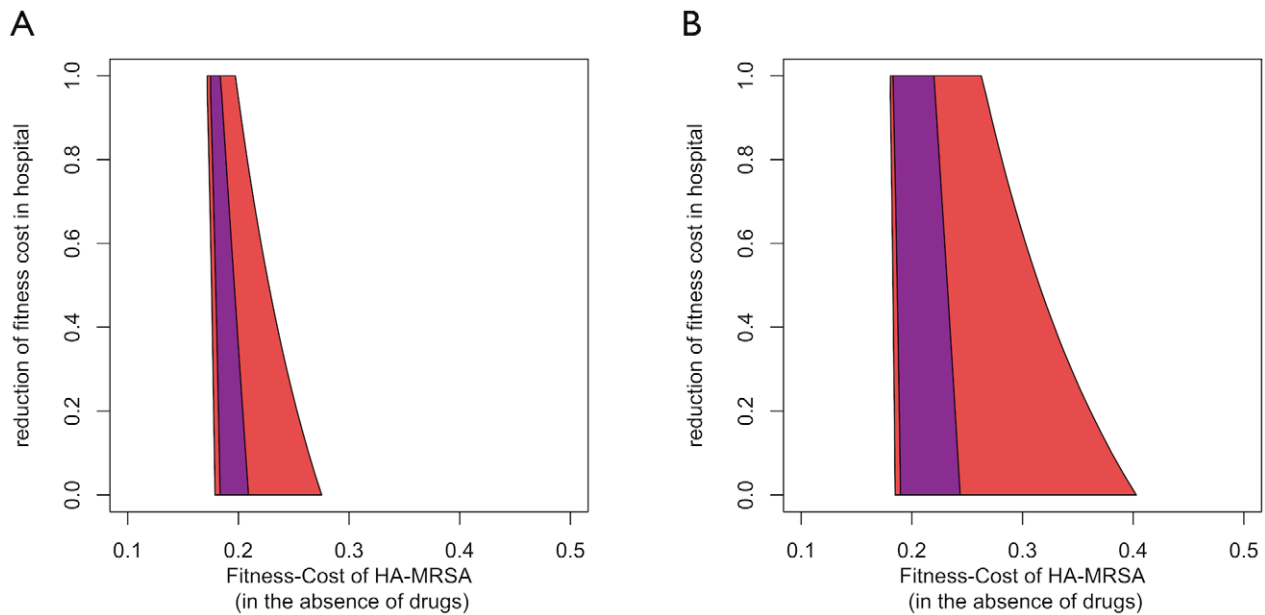 A
reduction of fitness cost in hospital
1.0
0.8
0.6
0.4
0.2
0.0
0.1 0.2 0.3 0.4 0.5
Fitness-Cost of HA-MRSA
(in the absence of drugs)
B
reduction of fitness cost in hospital
1.0
0.8
0.6
0.4
0.2
0.0
0.1 0.2 0.3 0.4 0.5
Fitness-Cost of HA-MRSA
(in the absence of drugs)